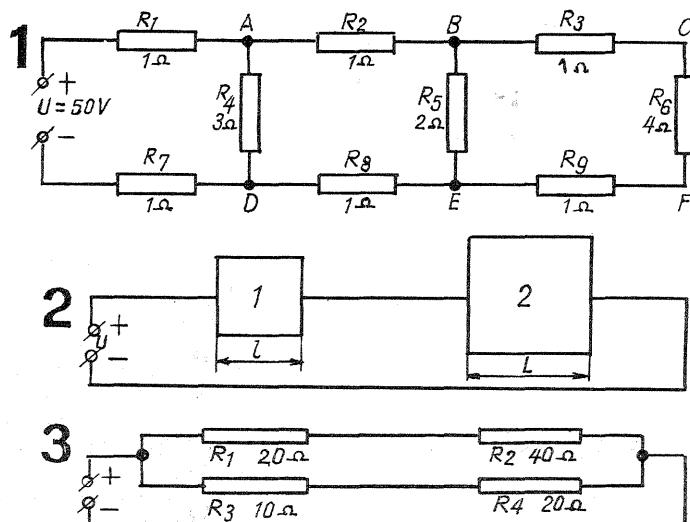 1
R1 A R2 B R3 C
1Ω 1Ω 1Ω
+
U=50V
−
R4 3Ω R5 2Ω R6 4Ω
R7 R8 R9
1Ω D 1Ω E 1Ω F
2
+
U
−
1 2
l L
3
+
−
R1 20Ω R2 40Ω
R3 10Ω R4 20Ω